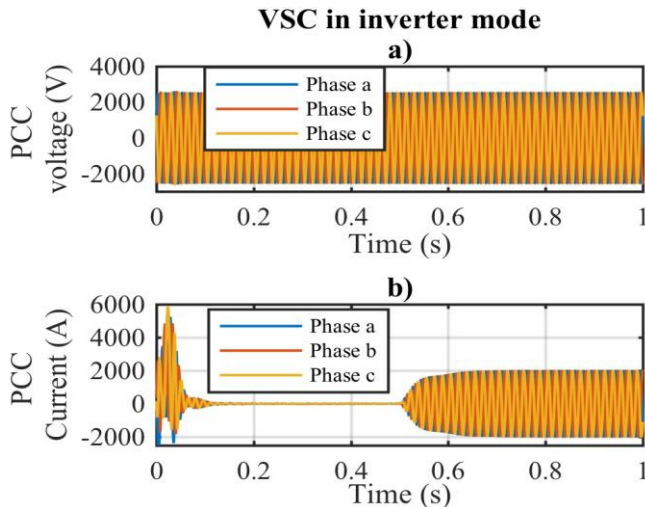 VSC in inverter mode
a)
PCC
voltage (V)
4000
2000
0
-2000
Phase a
Phase b
Phase c
0 0.2 0.4 0.6 0.8 1
Time (s)
b)
PCC
Current (A)
6000
4000
2000
0
-2000
Phase a
Phase b
Phase c
0 0.2 0.4 0.6 0.8 1
Time (s)